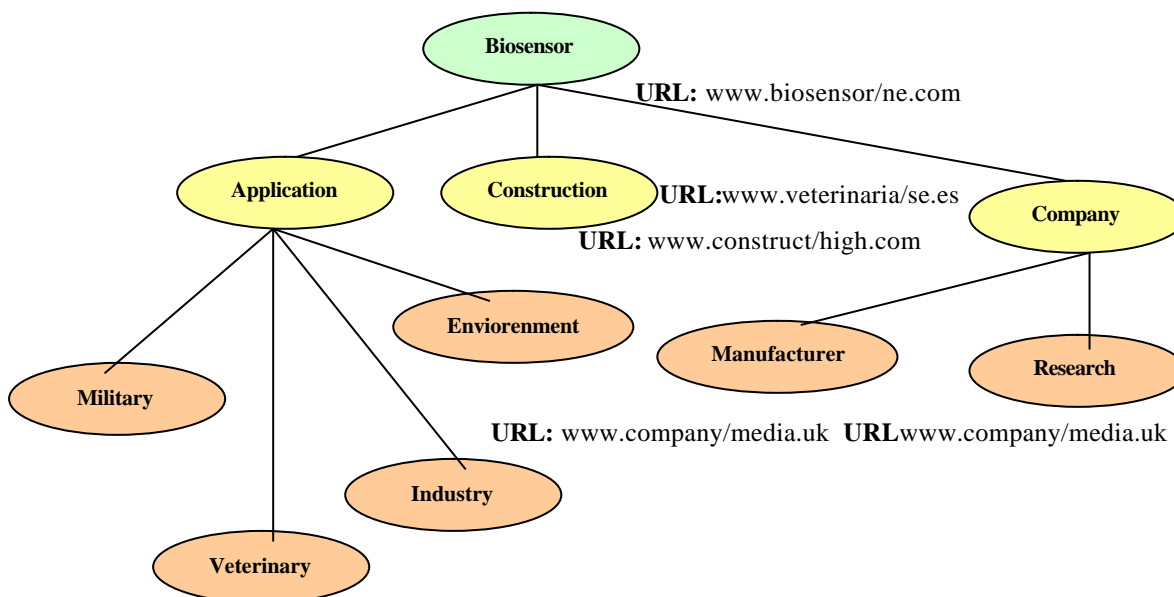 Biosensor
URL: www.biosensor/ne.com
Application
Construction
URL:www.veterinaria/se.es
Company
URL: www.construct/high.com
Enviorenment
Manufacturer
Research
Military
URL: www.company/media.uk URLwww.company/media.uk
Industry
Veterinary